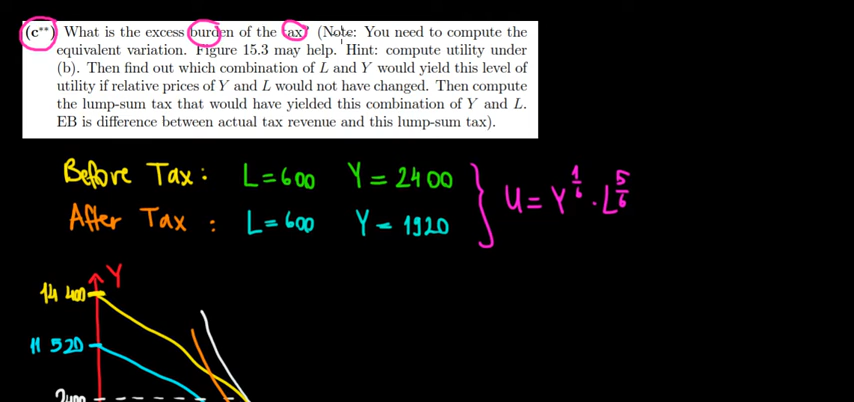 (c**) What is the excess burden of the tax? (Note: You need to compute the
equivalent variation. Figure 15.3 may help. Hint: compute utility under
(b). Then find out which combination of L and Y would yield this level of
utility if relative prices of Y and L would not have changed. Then compute
the lump-sum tax that would have yielded this combination of Y and L.
EB is difference between actual tax revenue and this lump-sum tax).
Before Tax: L=600 Y=2400
After Tax: L=600 Y=1920
U=Y^{1/6}·L^{5/6}
Y
14 400
11 520
2400